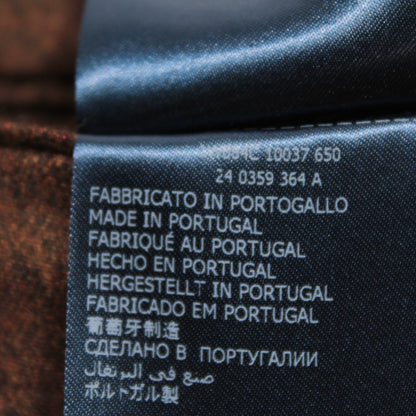 10037 650
24 0359 364 A
FABBRICATO IN PORTOGALLO
MADE IN PORTUGAL
FABRIQUÉ AU PORTUGAL
HECHO EN PORTUGAL
HERGESTELLT IN PORTUGAL
FABRICADO EM PORTUGAL
葡萄牙制造
СДЕЛАНО В ПОРТУГАЛИИ
صنع في البرتغال
ポルトガル製